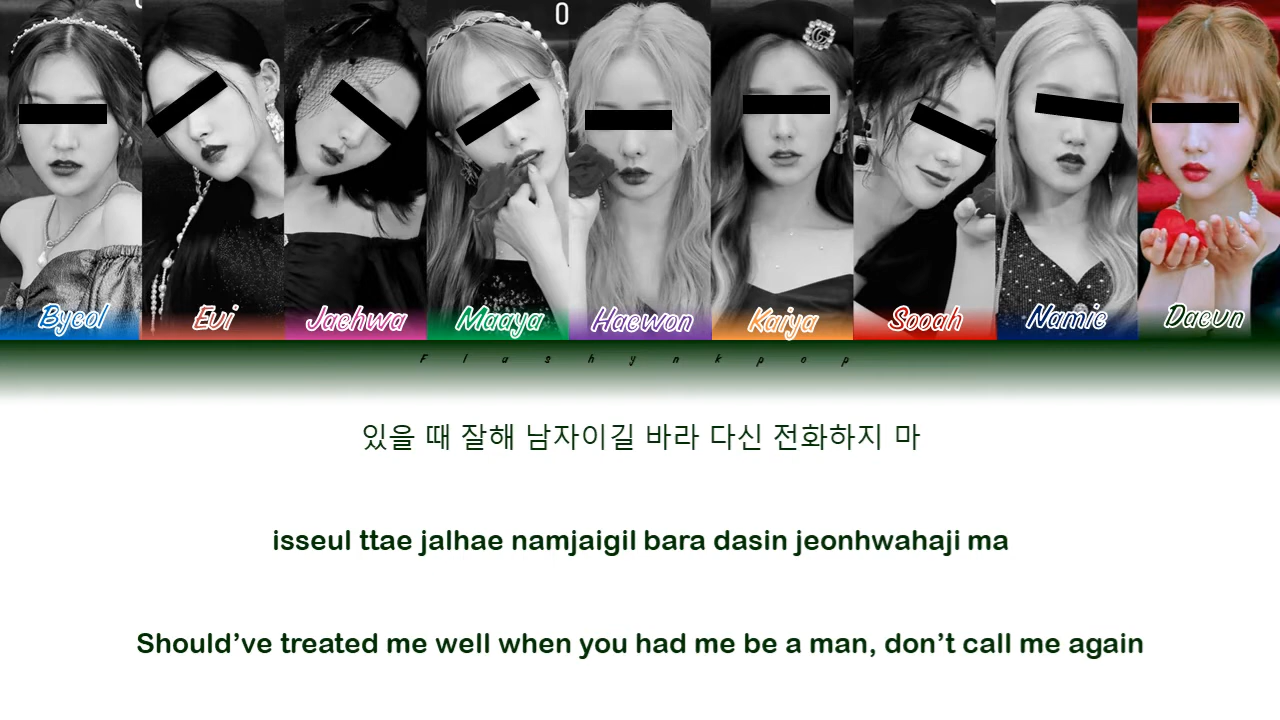 0
Byeol Evi Jaehwa Maaya Haewon Kaiya Sooah Namie Daeun
Flushynkpop
있을 때 잘해 남자이길 바라 다신 전화하지 마
isseul ttae jalhae namjaigil bara dasin jeonhwahaji ma
Should’ve treated me well when you had me be a man, don’t call me again